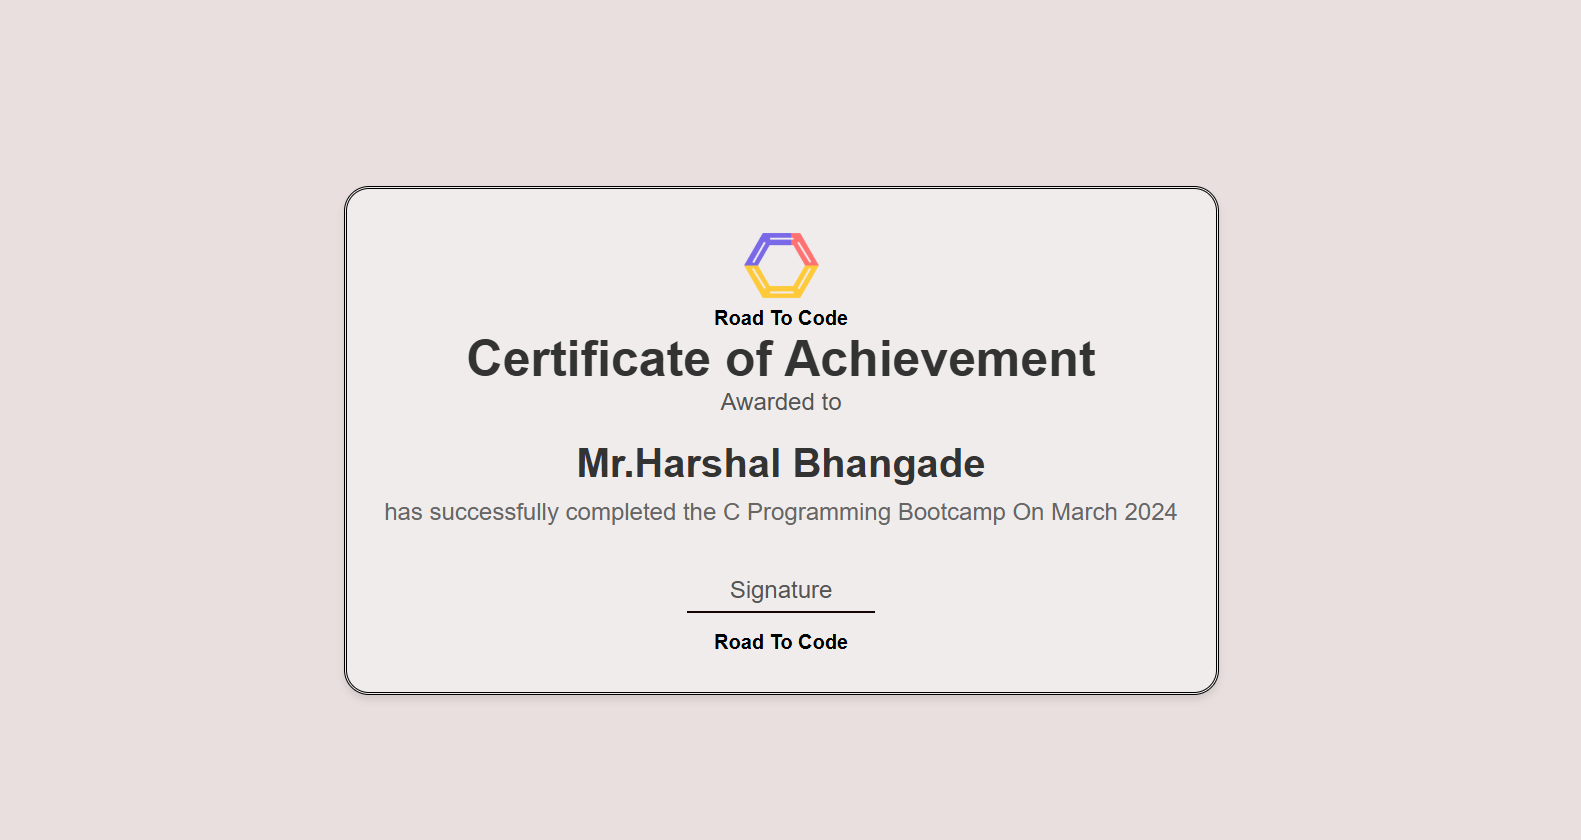 Road To Code
Certificate of Achievement
Awarded to
Mr.Harshal Bhangade
has successfully completed the C Programming Bootcamp On March 2024
Signature
Road To Code